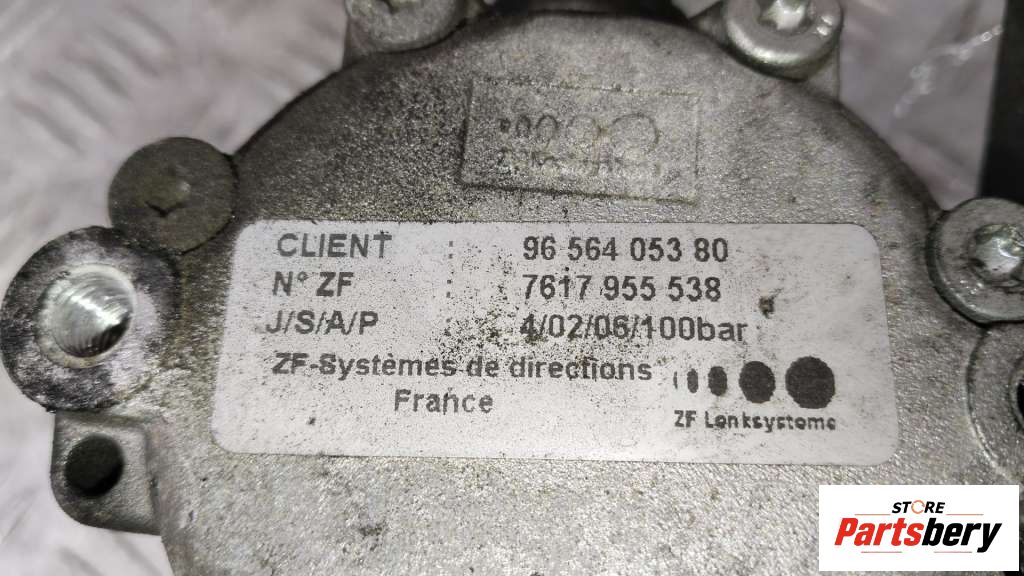 CLIENT : 96 564 053 80
N° ZF : 7617 955 538
J/S/A/P : 4/02/06/100bar
ZF-Systèmes de directions
France
ZF Lenksysteme
STORE
Partsbery